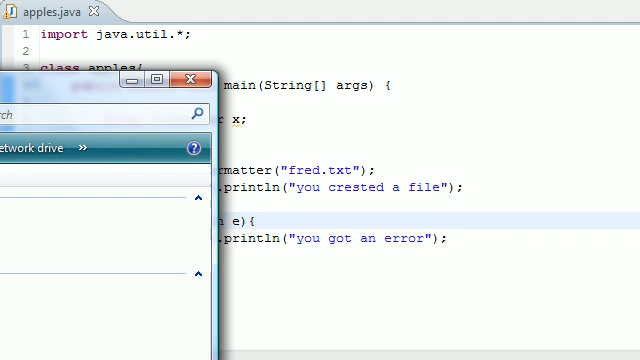 apples.java
1 import java.util.*;
2
3 class apples{
main(String[] args) {
rch
r x;
etwork drive »
rmatter("fred.txt");
.println("you crested a file");
n e){
.println("you got an error");